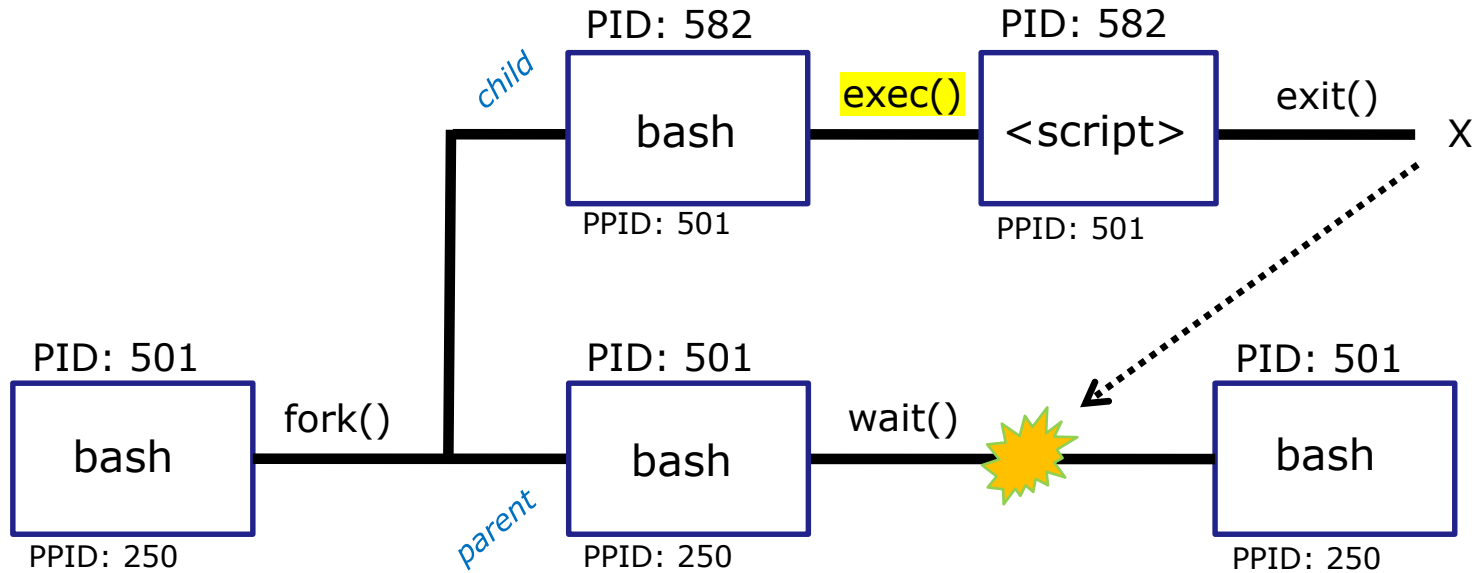 PID: 582
PID: 582
child
bash
exec()
<script>
exit()
X
PPID: 501
PPID: 501
PID: 501
PID: 501
PID: 501
bash
fork()
bash
wait()
bash
parent
PPID: 250
PPID: 250
PPID: 250